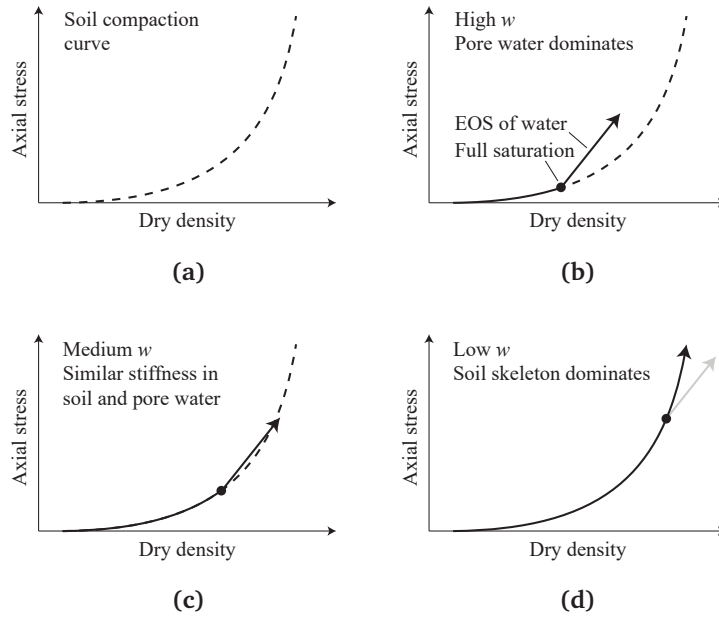 Soil compaction
curve
Axial stress
Dry density
(a)
High w
Pore water dominates
EOS of water
Full saturation
Axial stress
Dry density
(b)
Medium w
Similar stiffness in
soil and pore water
Axial stress
Dry density
(c)
Low w
Soil skeleton dominates
Axial stress
Dry density
(d)